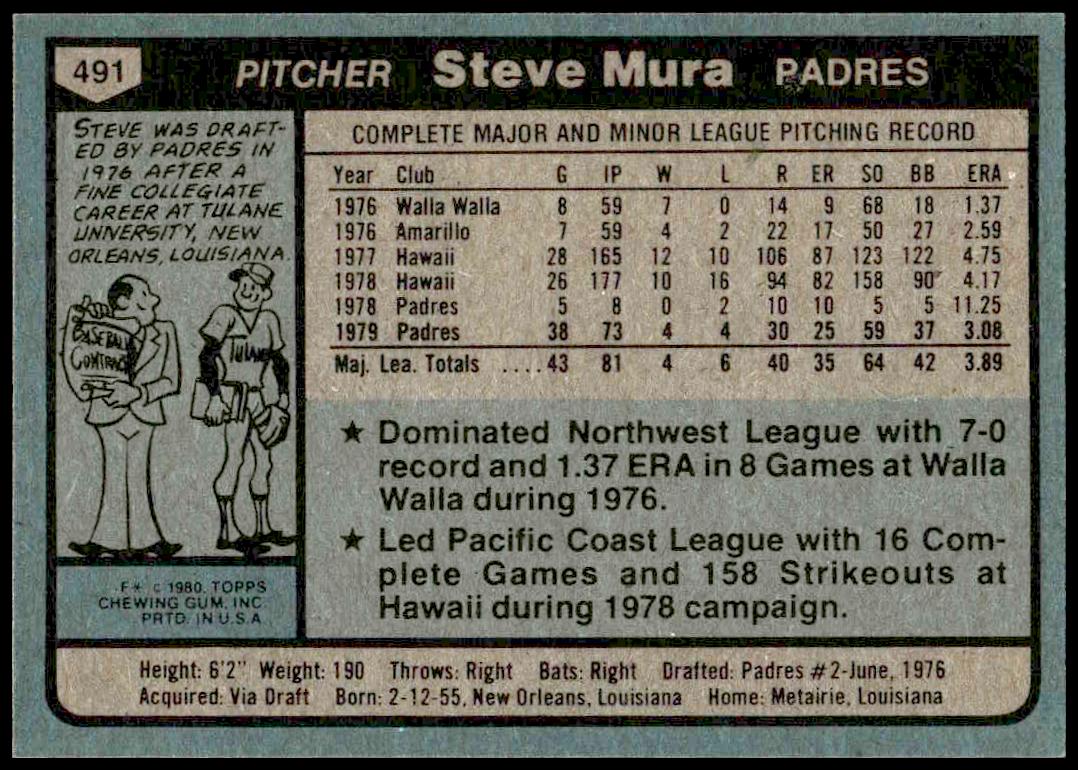 491 PITCHER Steve Mura PADRES
STEVE WAS DRAFT-
ED BY PADRES IN
1976 AFTER A
FINE COLLEGIATE
CAREER AT TULANE
UNVERSITY, NEW
ORLEANS, LOUISIANA.
BASEBALL
CONTRACT
TULANE
F* © 1980. TOPPS
CHEWING GUM, INC.
PRTD. IN U.S.A.
COMPLETE MAJOR AND MINOR LEAGUE PITCHING RECORD
Year Club G IP W L R ER SO BB ERA
1976 Walla Walla 8 59 7 0 14 9 68 18 1.37
1976 Amarillo 7 59 4 2 22 17 50 27 2.59
1977 Hawaii 28 165 12 10 106 87 123 122 4.75
1978 Hawaii 26 177 10 16 94 82 158 90 4.17
1978 Padres 5 8 0 2 10 10 5 5 11.25
1979 Padres 38 73 4 4 30 25 59 37 3.08
Maj. Lea. Totals ....43 81 4 6 40 35 64 42 3.89
★ Dominated Northwest League with 7-0
record and 1.37 ERA in 8 Games at Walla
Walla during 1976.
★ Led Pacific Coast League with 16 Com-
plete Games and 158 Strikeouts at
Hawaii during 1978 campaign.
Height: 6'2" Weight: 190 Throws: Right Bats: Right Drafted: Padres #2-June, 1976
Acquired: Via Draft Born: 2-12-55, New Orleans, Louisiana Home: Metairie, Louisiana